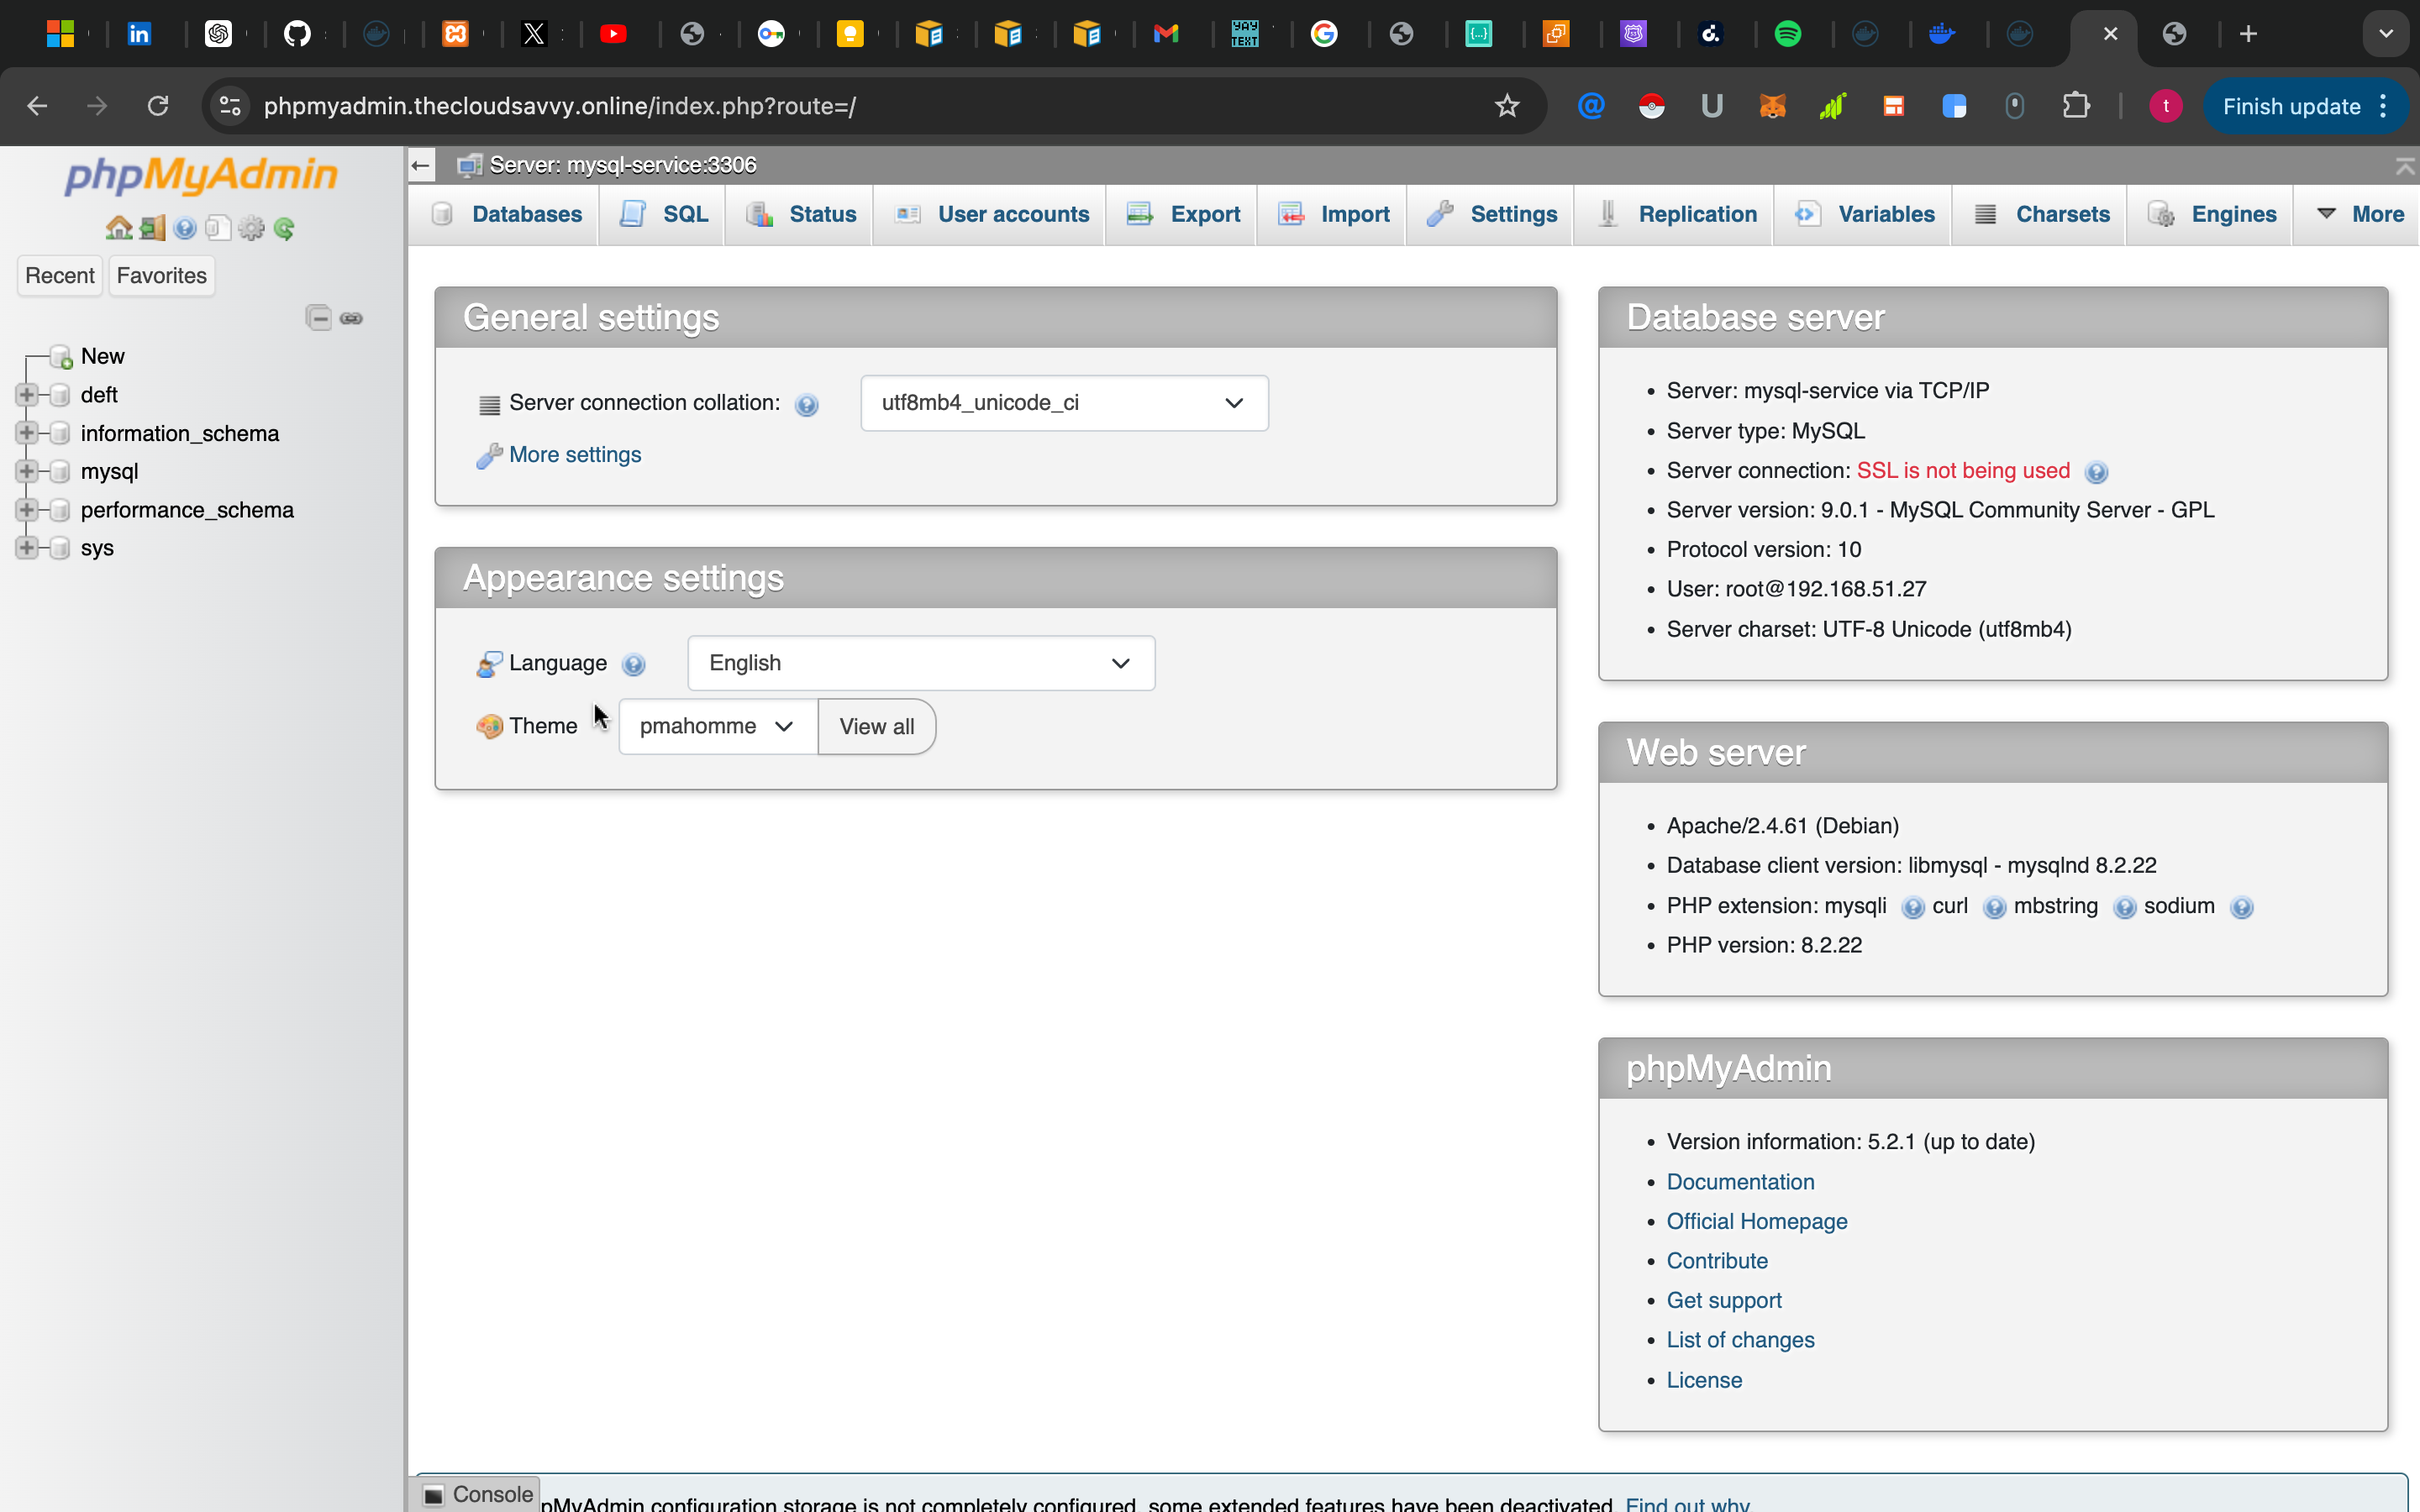 in
X
YAY
TEXT
G
phpmyadmin.thecloudsavvy.online/index.php?route=/
U
t
Finish update
phpMyAdmin
Recent
Favorites
New
deft
information_schema
mysql
performance_schema
sys
Server: mysql-service:3306
Databases
SQL
Status
User accounts
Export
Import
Settings
Replication
Variables
Charsets
Engines
More
General settings
Server connection collation:
utf8mb4_unicode_ci
More settings
Appearance settings
Language
English
Theme
pmahomme
View all
Database server
Server: mysql-service via TCP/IP
Server type: MySQL
Server connection: SSL is not being used
Server version: 9.0.1 - MySQL Community Server - GPL
Protocol version: 10
User: root@192.168.51.27
Server charset: UTF-8 Unicode (utf8mb4)
Web server
Apache/2.4.61 (Debian)
Database client version: libmysql - mysqlnd 8.2.22
PHP extension: mysqli curl mbstring sodium
PHP version: 8.2.22
phpMyAdmin
Version information: 5.2.1 (up to date)
Documentation
Official Homepage
Contribute
Get support
List of changes
License
Console
pMyAdmin configuration storage is not completely configured, some extended features have been deactivated. Find out why.